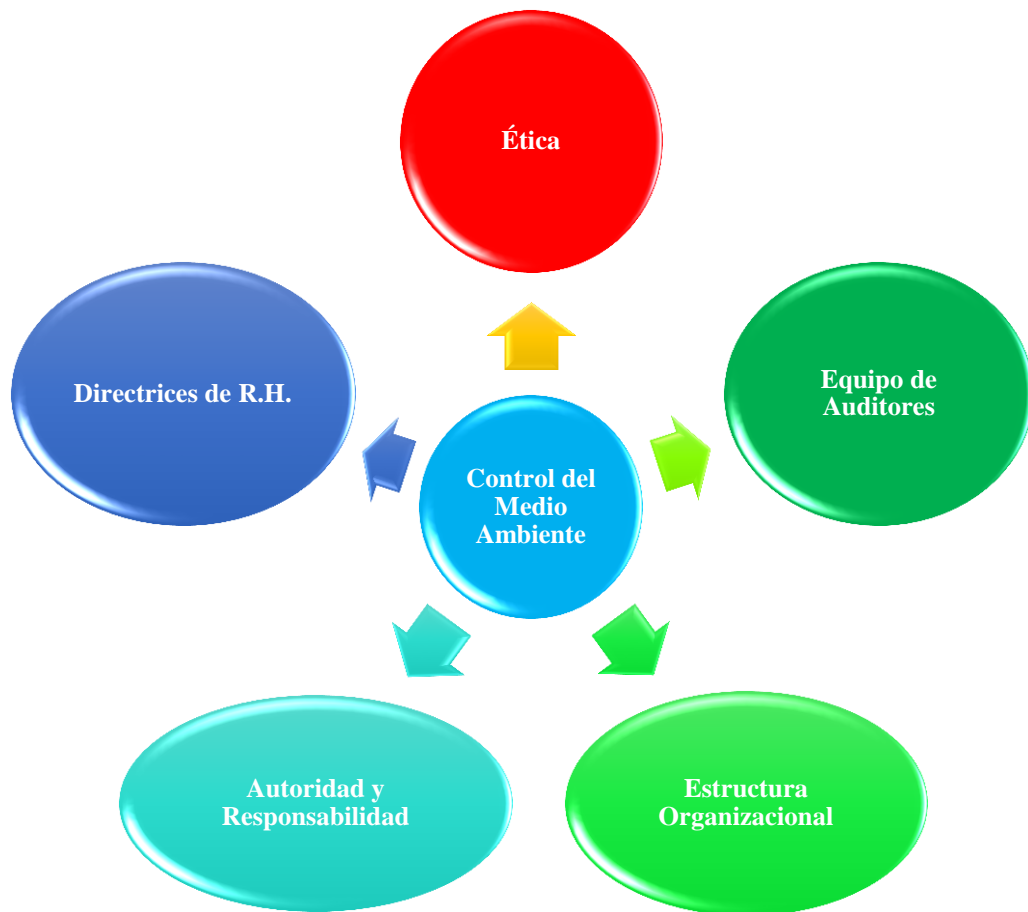 Ética
Directrices de R.H.
Equipo de
Auditores
Control del
Medio
Ambiente
Autoridad y
Responsabilidad
Estructura
Organizacional